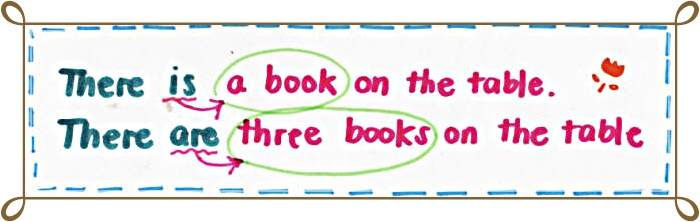 There is a book on the table.
There are three books on the table